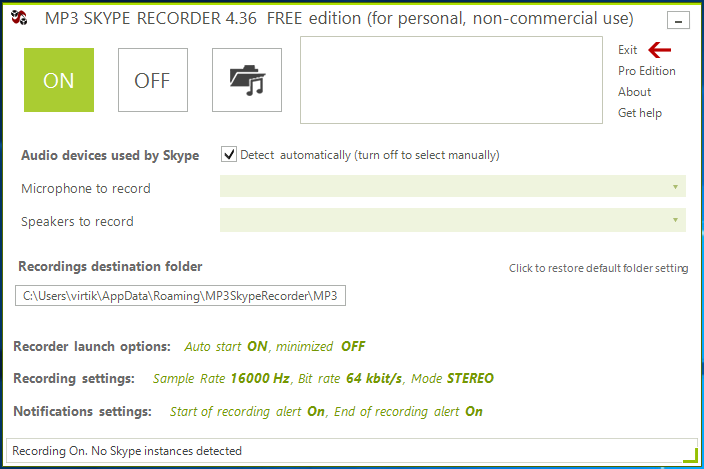 MP3 SKYPE RECORDER 4.36 FREE edition (for personal, non-commercial use)
ON
OFF
Exit
Pro Edition
About
Get help
Audio devices used by Skype
Detect automatically (turn off to select manually)
Microphone to record
Speakers to record
Recordings destination folder
Click to restore default folder setting
C:\Users\virtik\AppData\Roaming\MP3SkypeRecorder\MP3
Recorder launch options: Auto start ON, minimized OFF
Recording settings: Sample Rate 16000 Hz, Bit rate 64 kbit/s, Mode STEREO
Notifications settings: Start of recording alert On, End of recording alert On
Recording On. No Skype instances detected